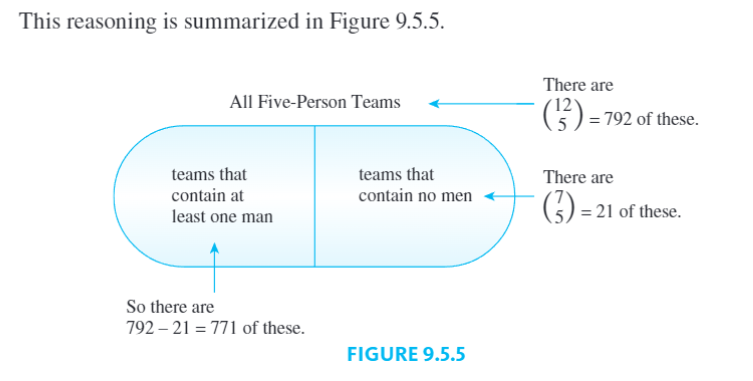 This reasoning is summarized in Figure 9.5.5.
All Five-Person Teams
There are
(12 5) = 792 of these.
teams that
contain at
least one man
teams that
contain no men
There are
(7 5) = 21 of these.
So there are
792 – 21 = 771 of these.
FIGURE 9.5.5